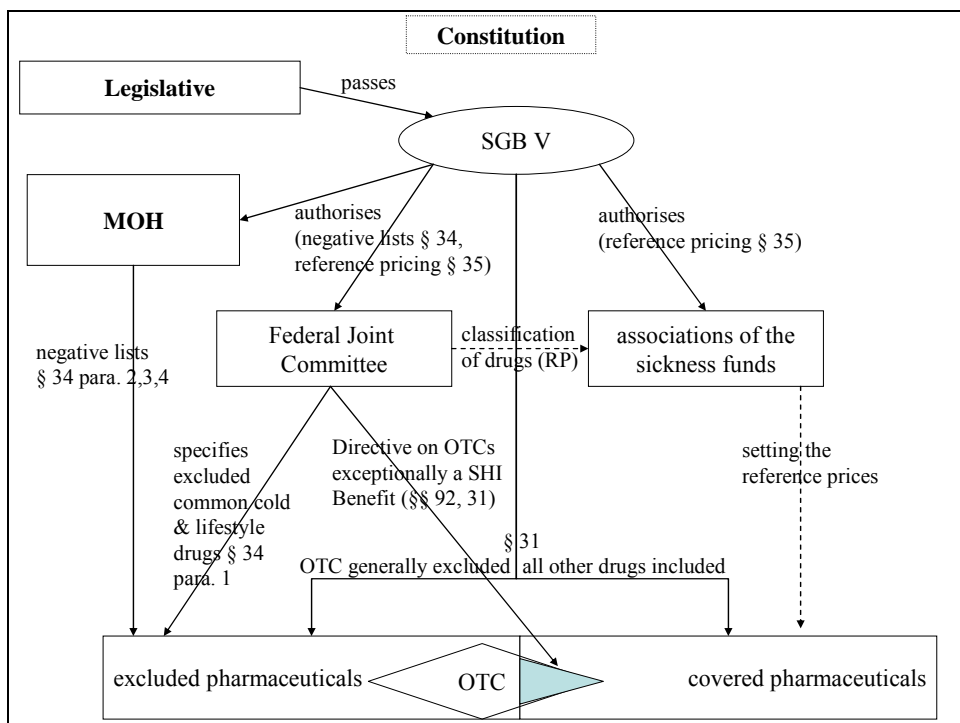 Constitution
Legislative
passes
SGB V
MOH
authorises
(negative lists § 34,
reference pricing § 35)
authorises
(reference pricing § 35)
Federal Joint
Committee
classification
of drugs (RP)
associations of the
sickness funds
negative lists
§ 34 para. 2,3,4
specifies
excluded
common cold
& lifestyle
drugs § 34
para. 1
Directive on OTCs
exceptionally a SHI
Benefit (§§ 92, 31)
setting the
reference prices
§ 31
OTC generally excluded all other drugs included
excluded pharmaceuticals
OTC
covered pharmaceuticals